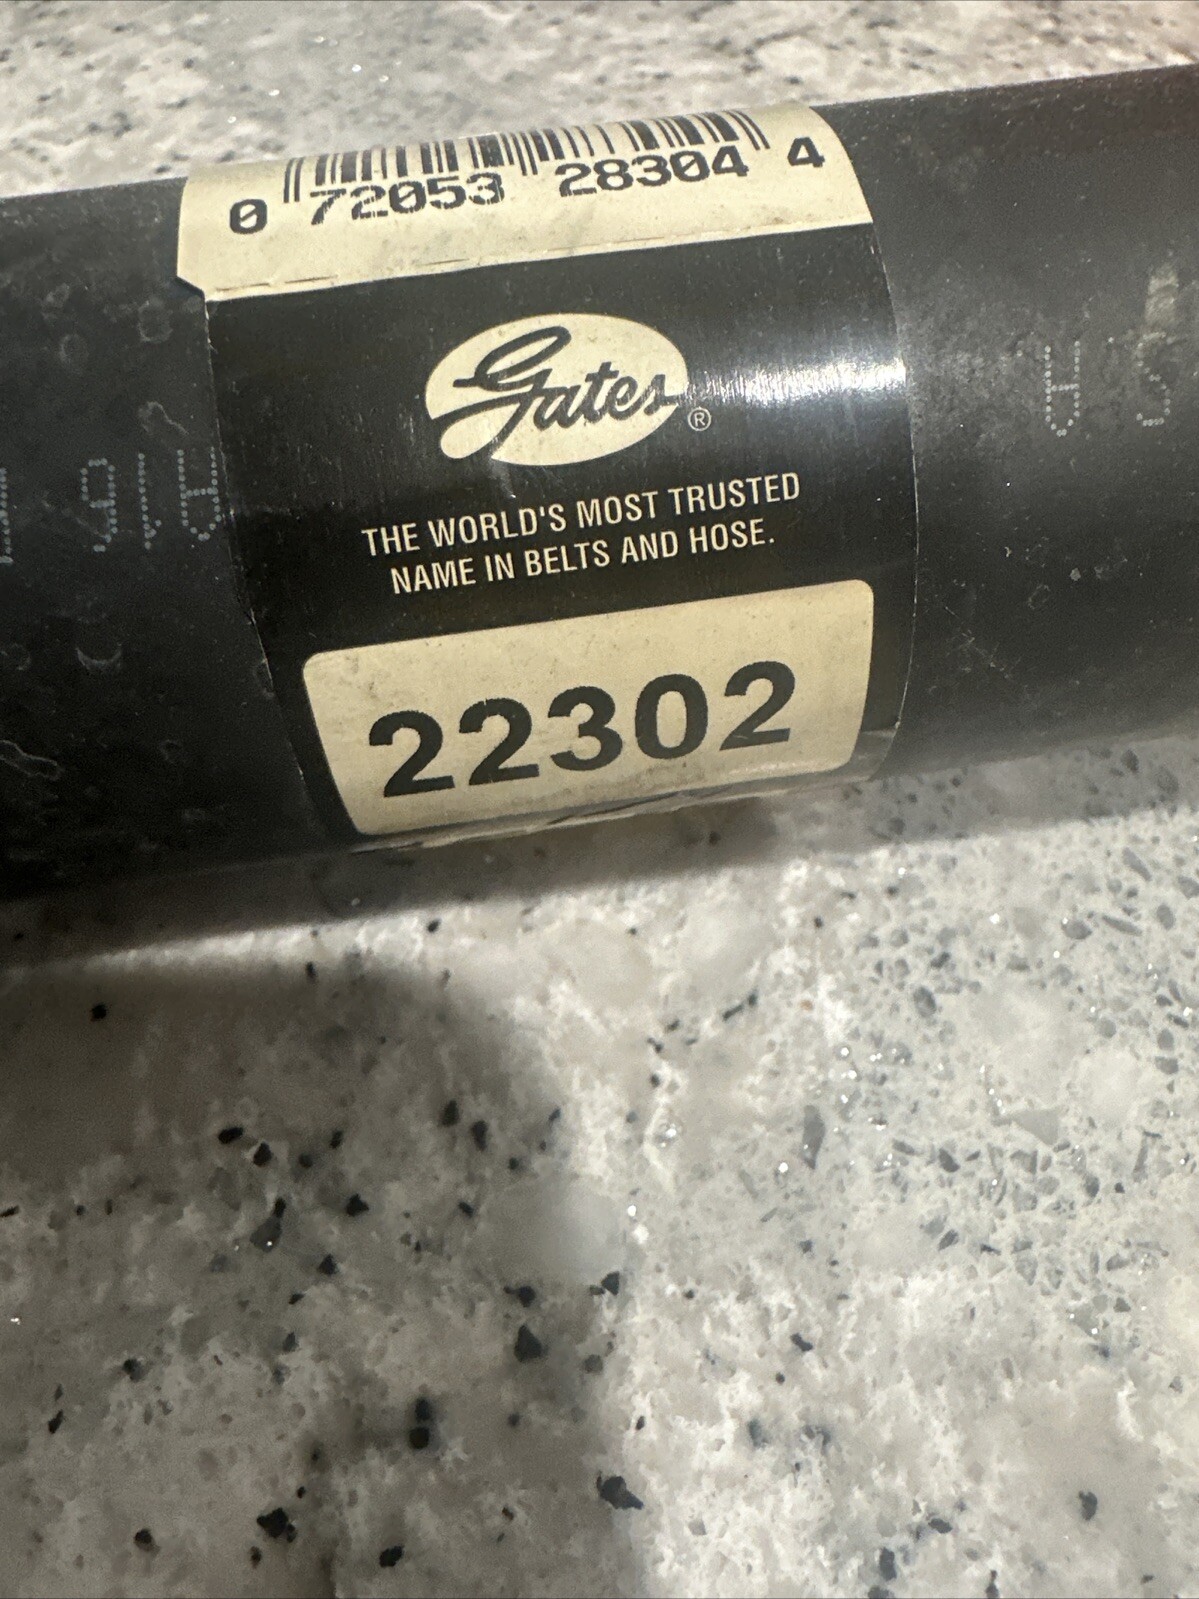 0 72053 28304 4
Gates®
THE WORLD'S MOST TRUSTED
NAME IN BELTS AND HOSE.
22302